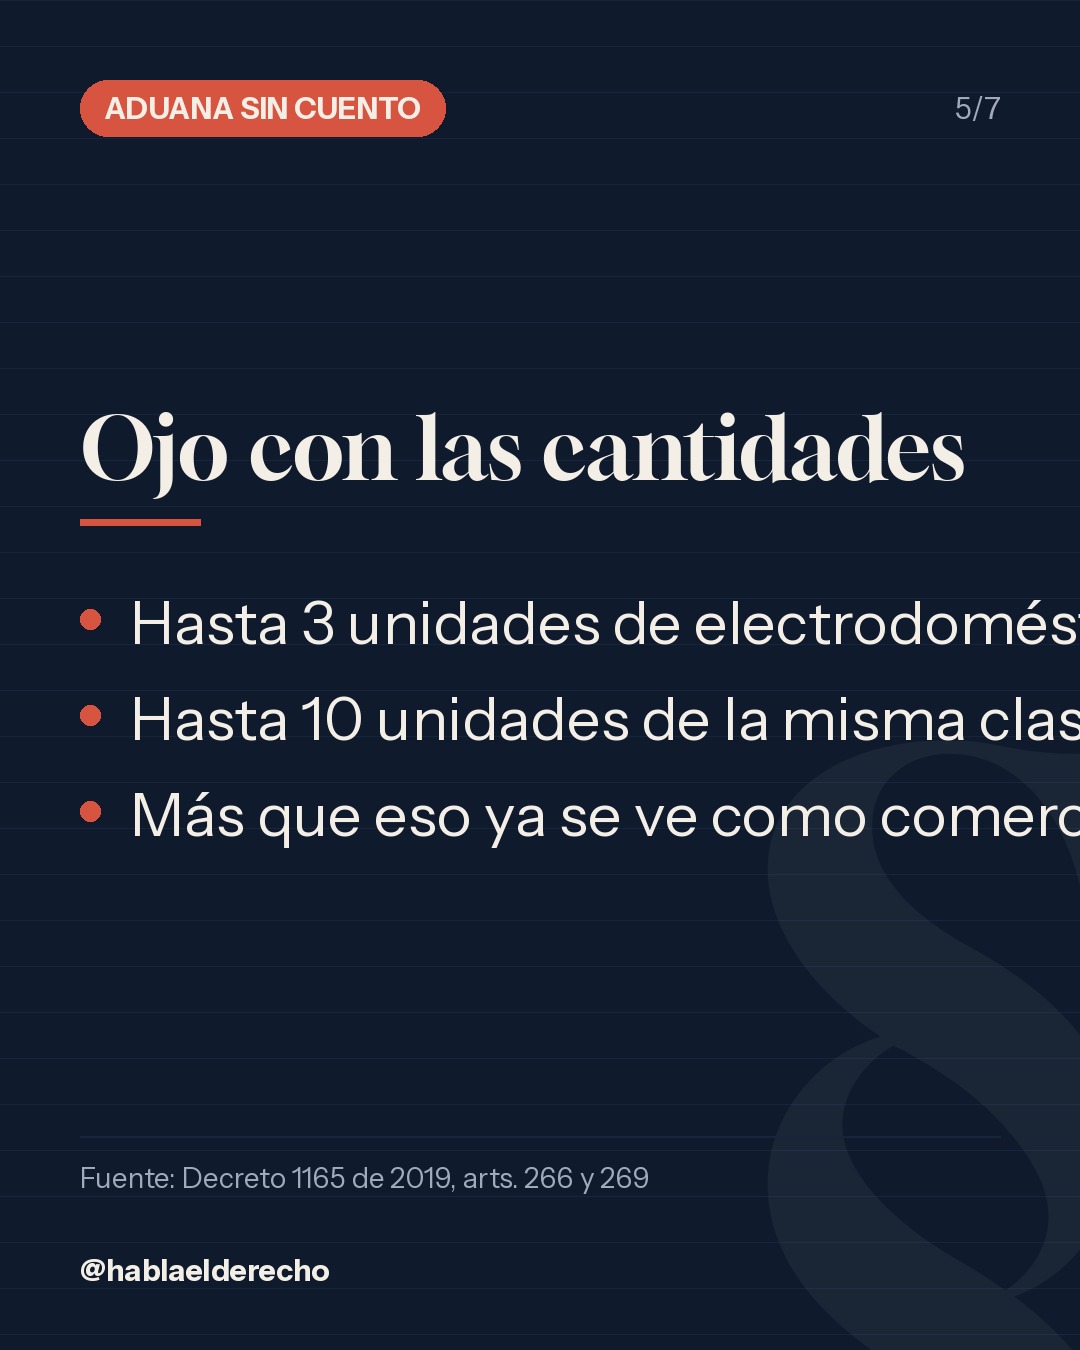 ADUANA SIN CUENTO
5/7
Ojo con las cantidades
Hasta 3 unidades de
Hasta 10 unidades de la misma
Más que eso ya se ve como
Fuente: Decreto 1165 de 2019, arts. 266 y 269
@hablaelderecho
§